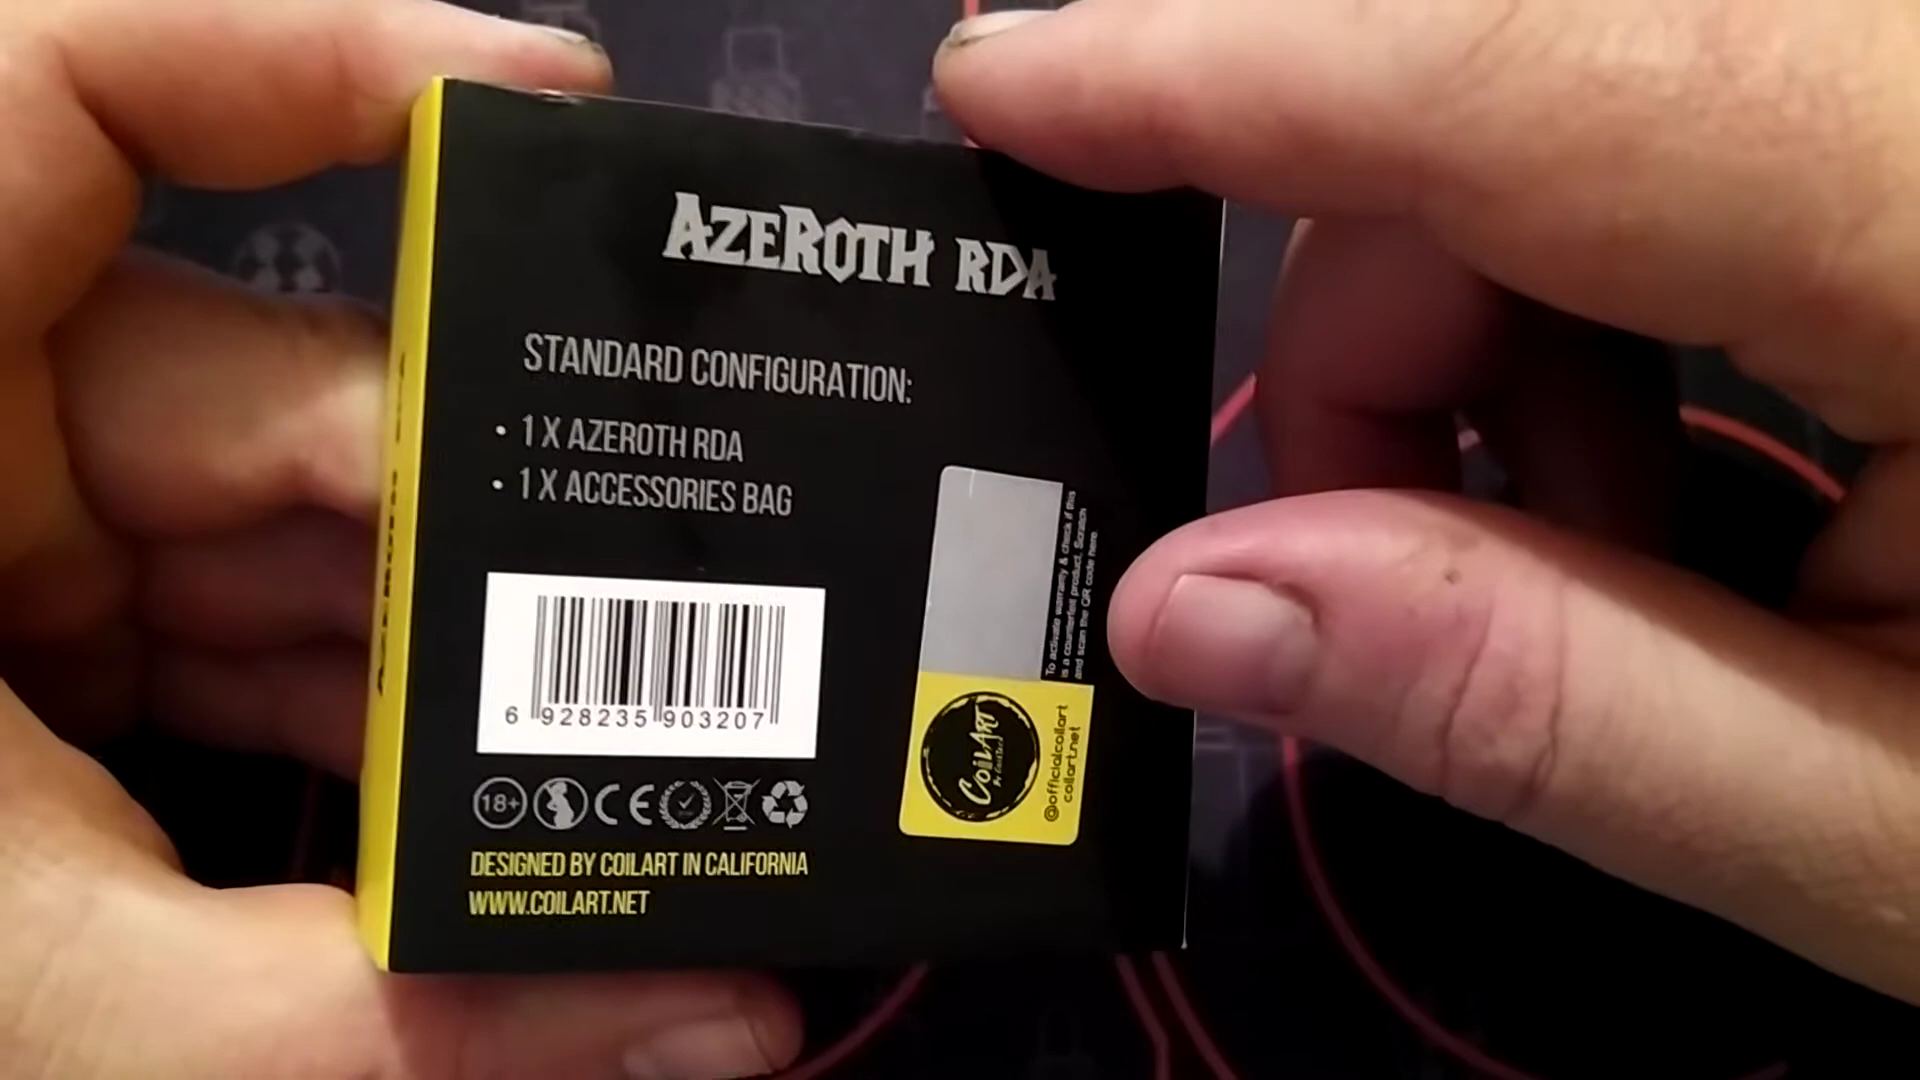 AZEROTH RDA
STANDARD CONFIGURATION:
• 1 X AZEROTH RDA
• 1 X ACCESSORIES BAG
To activate warranty & check if this
is a counterfeit product, Scratch
and scan the QR code here
6 928235 903207
18+
CE
COILART
@officialcoilart
coilart.net
DESIGNED BY COILART IN CALIFORNIA
WWW.COILART.NET